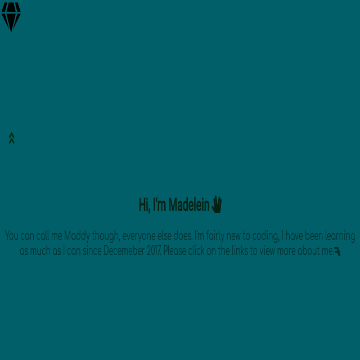 Hi, I'm Madelein
You can call me Maddy though, everyone else does. I'm fairly new to coding, I have been learning
as much as i can since Decemeber 2017. Please click on the links to view more about me.